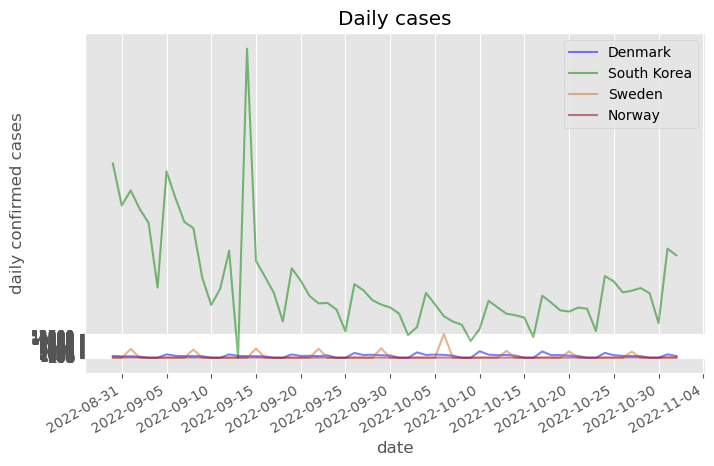 Daily cases
Denmark
South Korea
Sweden
Norway
daily confirmed cases
2022-08-31
2022-09-05
2022-09-10
2022-09-15
2022-09-20
2022-09-25
2022-09-30
2022-10-05
2022-10-10
2022-10-15
2022-10-20
2022-10-25
2022-10-30
2022-11-04
date